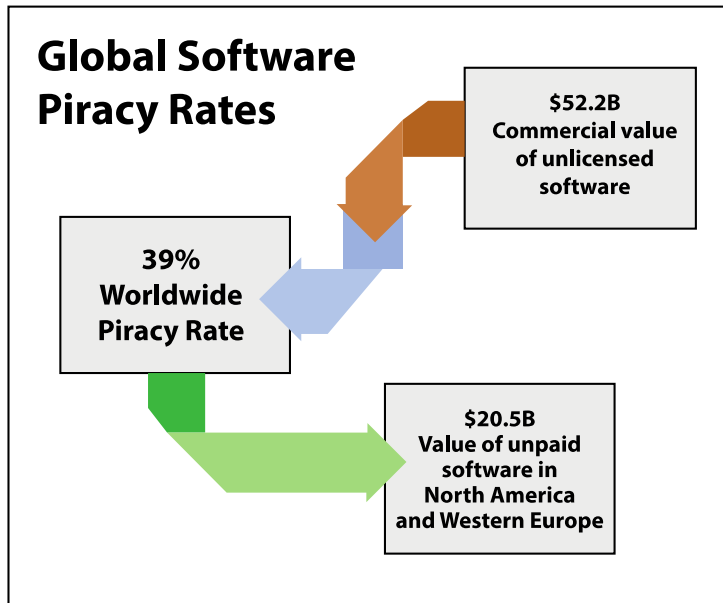 Global Software
Piracy Rates
$52.2B
Commercial value
of unlicensed
software
39%
Worldwide
Piracy Rate
$20.5B
Value of unpaid
software in
North America
and Western Europe